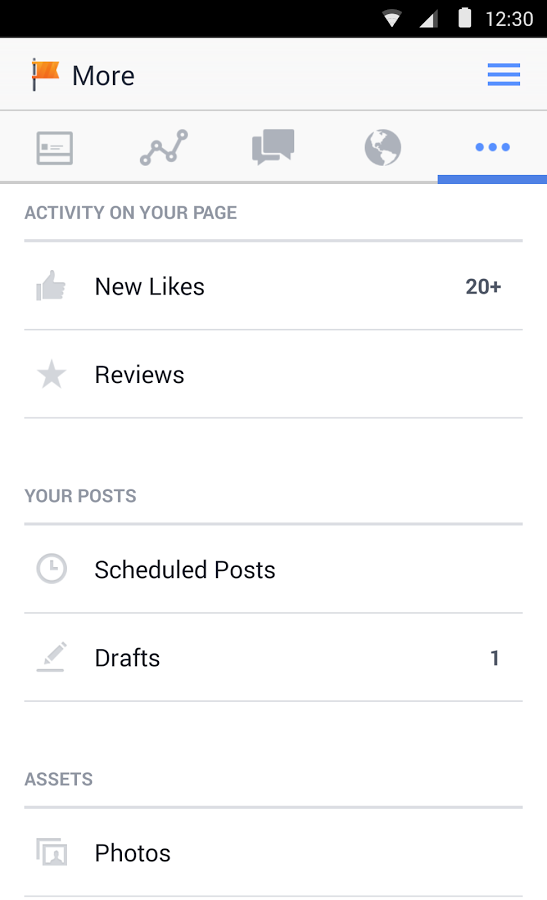 12:30
More
ACTIVITY ON YOUR PAGE
New Likes 20+
Reviews
YOUR POSTS
Scheduled Posts
Drafts 1
ASSETS
Photos